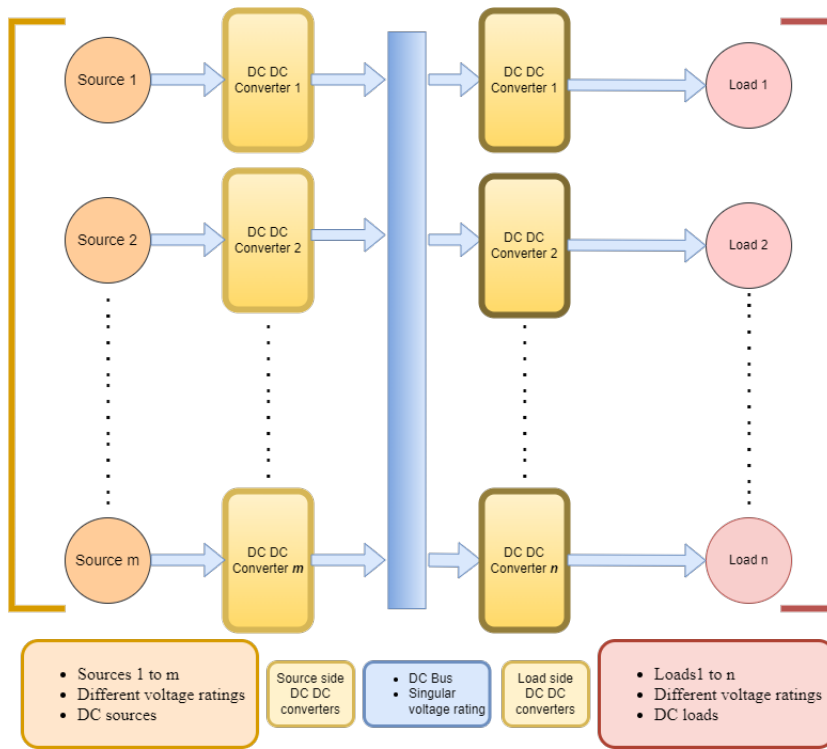 Source 1
DC DC
Converter 1
DC DC
Converter 1
Load 1
Source 2
DC DC
Converter 2
DC DC
Converter 2
Load 2
Source m
DC DC
Converter m
DC DC
Converter n
Load n
• Sources 1 to m
• Different voltage ratings
• DC sources
Source side
DC DC
converters
• DC Bus
• Singular
voltage rating
Load side
DC DC
converters
• Loads1 to n
• Different voltage ratings
• DC loads